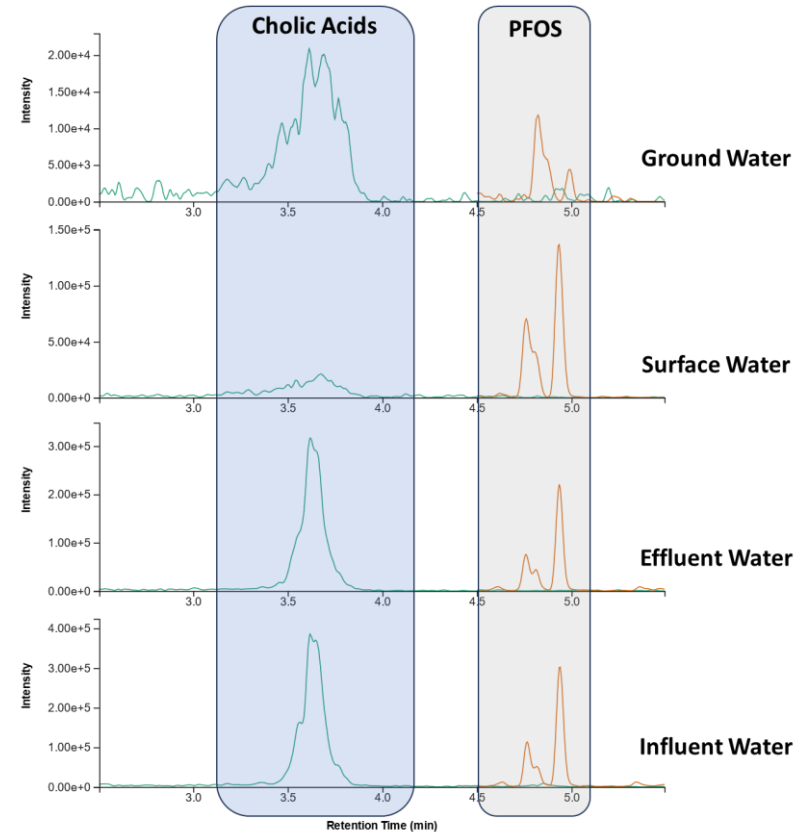 Cholic Acids
PFOS
Intensity
2.00e+4
1.50e+4
1.00e+4
5.00e+3
0.00e+0
3.0
3.5
4.0
4.5
5.0
Ground Water
Intensity
1.50e+5
1.00e+5
5.00e+4
0.00e+0
3.0
3.5
4.0
4.5
5.0
Surface Water
Intensity
3.00e+5
2.00e+5
1.00e+5
0.00e+0
3.0
3.5
4.0
4.5
5.0
Effluent Water
Intensity
4.00e+5
3.00e+5
2.00e+5
1.00e+5
0.00e+0
3.0
3.5
4.0
4.5
5.0
Influent Water
Retention Time (min)